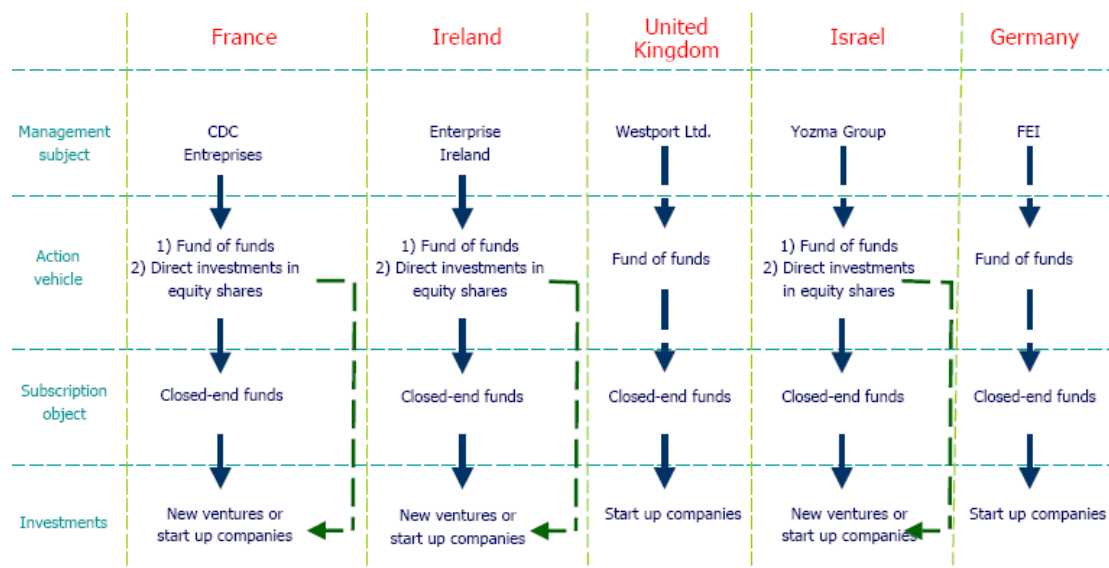 France
Ireland
United
Kingdom
Israel
Germany
Management
subject
CDC
Entreprises
Enterprise
Ireland
Westport Ltd.
Yozma Group
FEI
Action
vehicle
1) Fund of funds
2) Direct investments in
equity shares
1) Fund of funds
2) Direct investments in
equity shares
Fund of funds
1) Fund of funds
2) Direct investments
in equity shares
Fund of funds
Subscription
object
Closed-end funds
Closed-end funds
Closed-end funds
Closed-end funds
Closed-end funds
Investments
New ventures or
start up companies
New ventures or
start up companies
Start up companies
New ventures or
start up companies
Start up companies